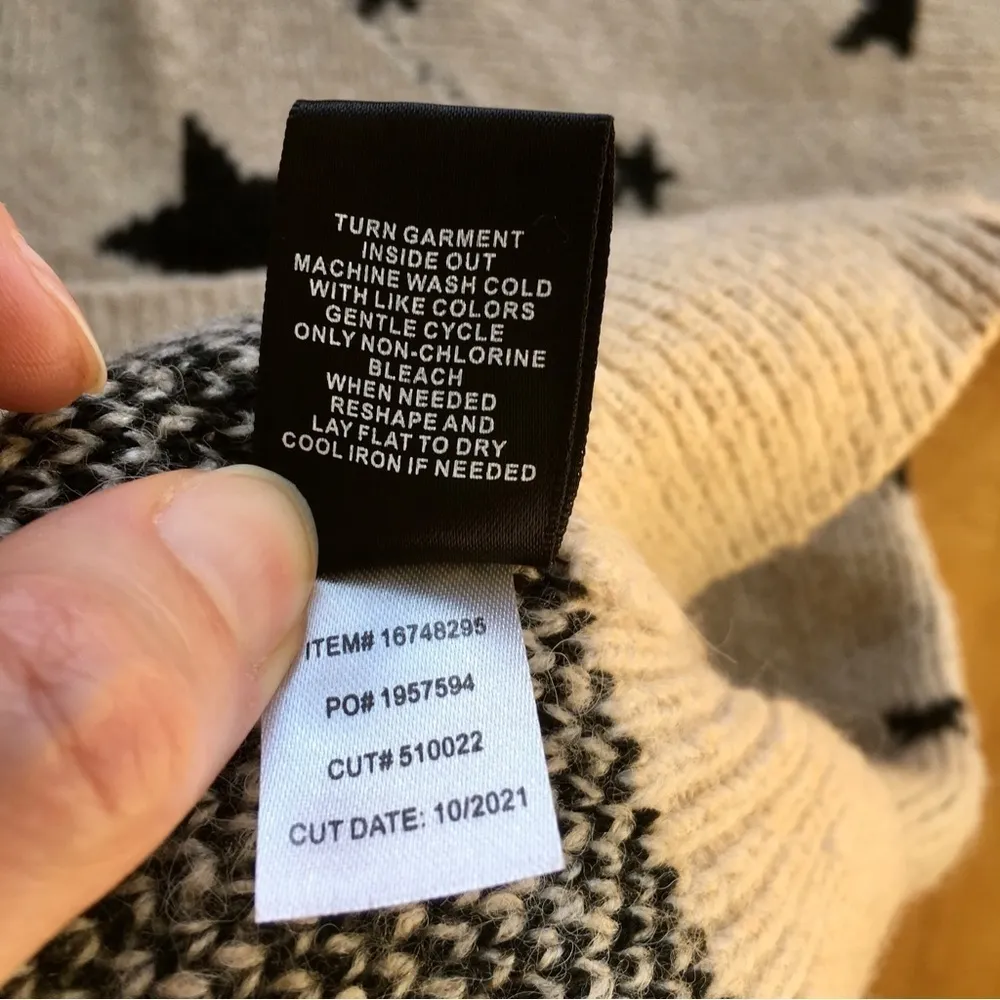 TURN GARMENT
INSIDE OUT
MACHINE WASH COLD
WITH LIKE COLORS
GENTLE CYCLE
ONLY NON-CHLORINE
BLEACH
WHEN NEEDED
RESHAPE AND
LAY FLAT TO DRY
COOL IRON IF NEEDED
ITEM# 16748295
PO# 1957594
CUT# 510022
CUT DATE: 10/2021